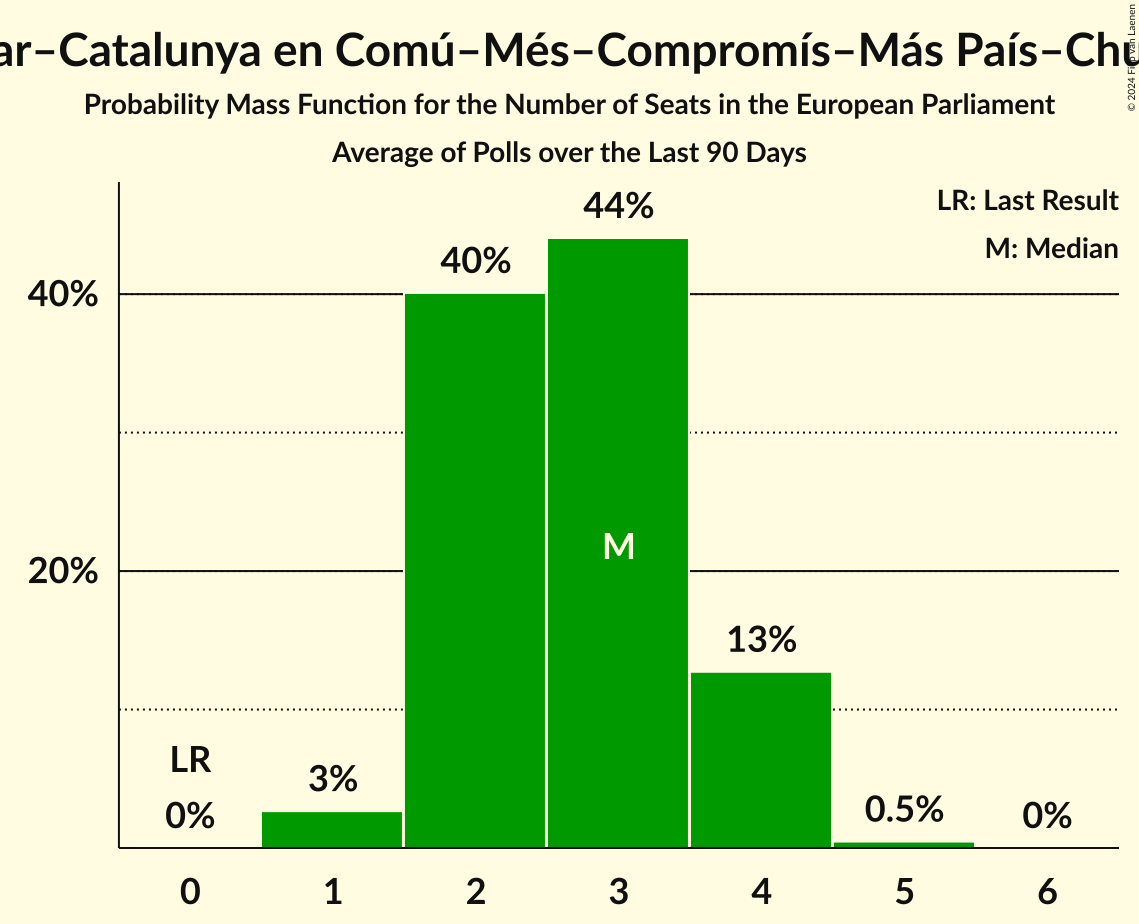 ar–Catalunya en Comú–Més–Compromís–Más País–Chu
Probability Mass Function for the Number of Seats in the European Parliament
Average of Polls over the Last 90 Days
© 2024 Filip van Laenen
LR: Last Result
M: Median
44%
40%
40%
M
20%
13%
LR
3%
0.5%
0%
0%
0 1 2 3 4 5 6